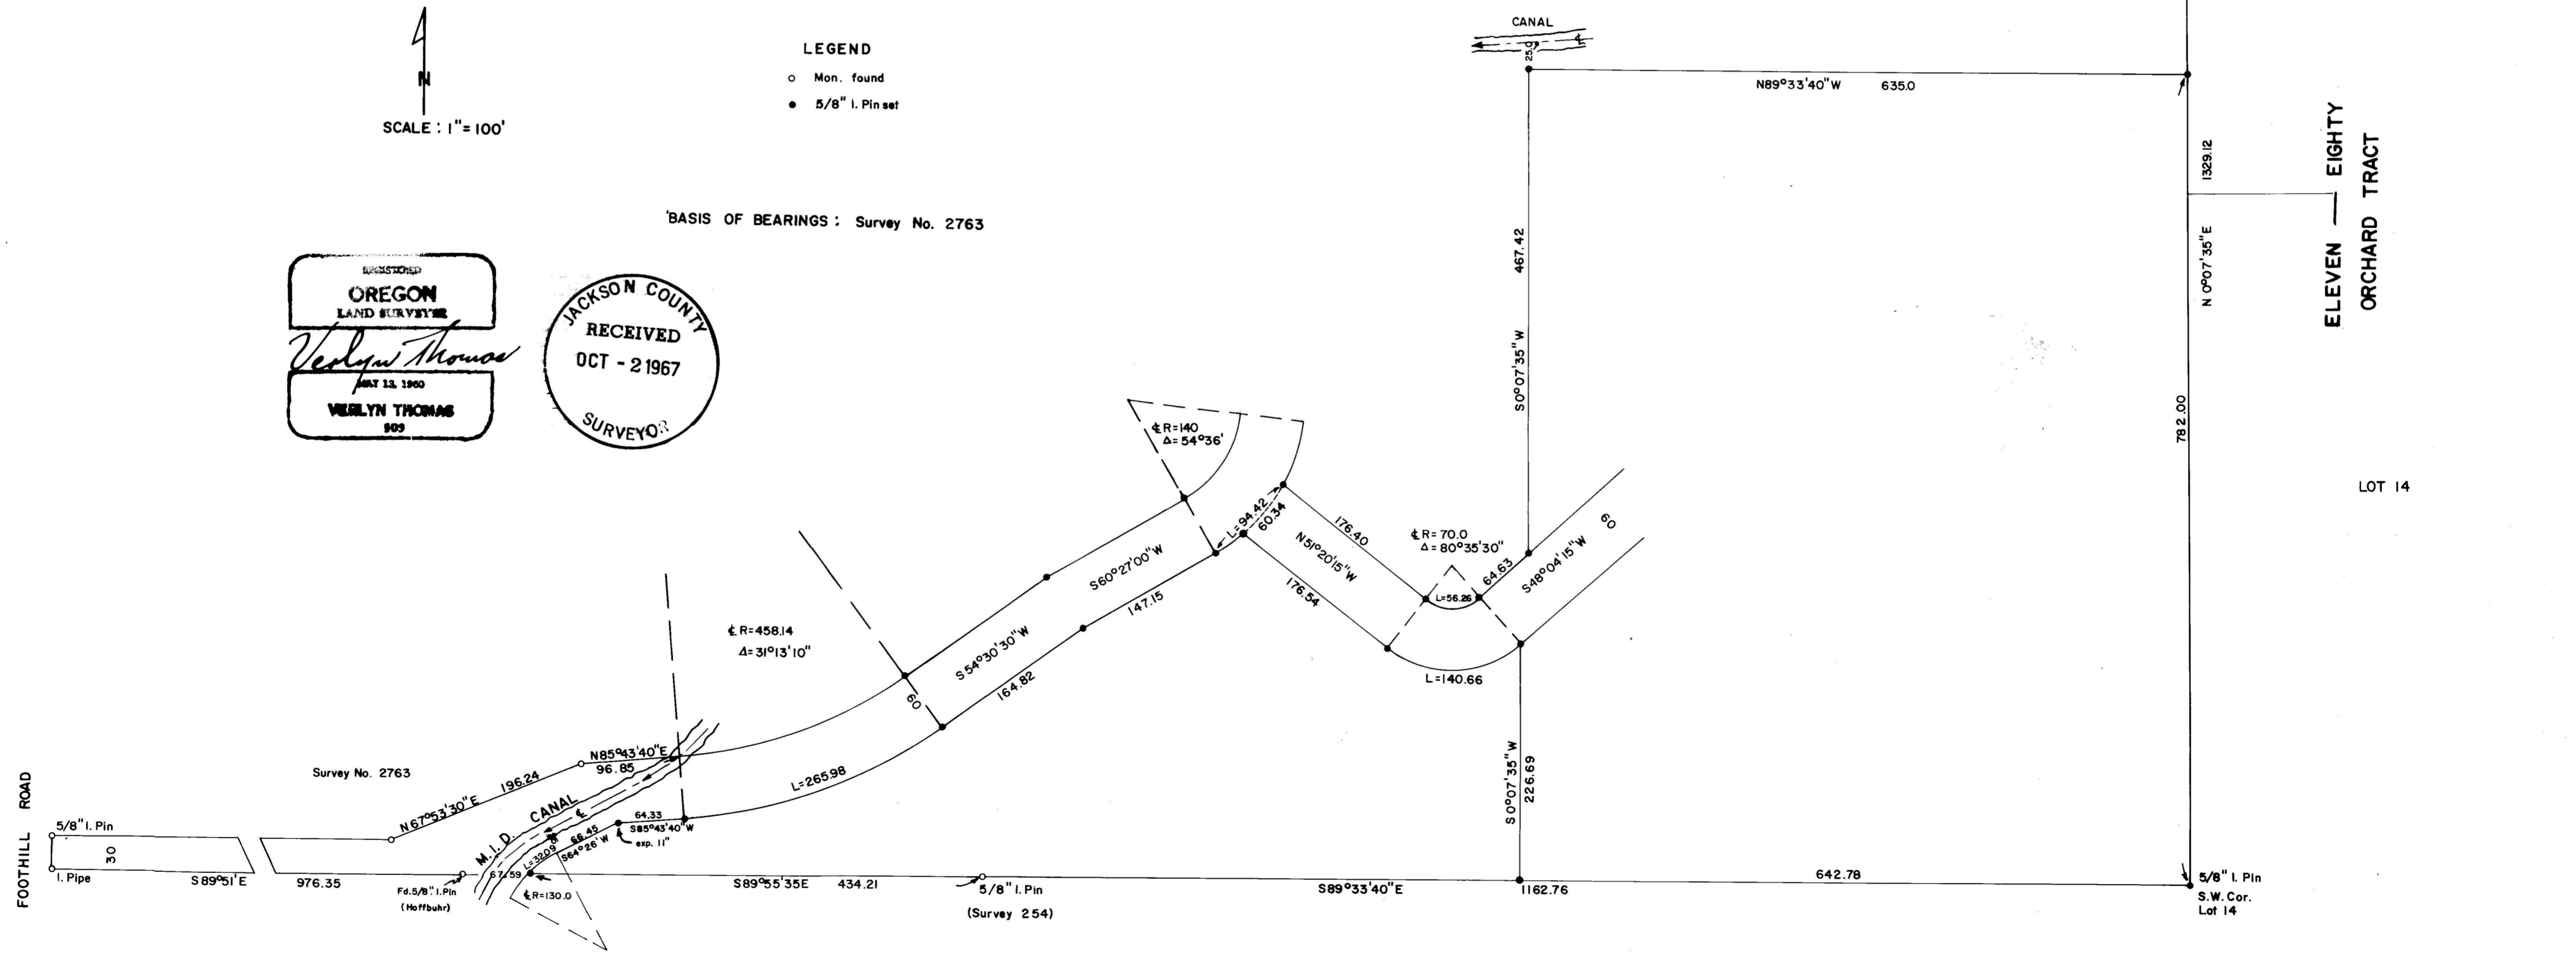 N
SCALE : 1" = 100'
LEGEND
Mon. found
5/8" I. Pin set
BASIS OF BEARINGS : Survey No. 2763
REGISTERED
OREGON
LAND SURVEYOR
Verlyn Thomas
MAY 13, 1960
VERLYN THOMAS
909
JACKSON COUNTY
RECEIVED
OCT - 2 1967
SURVEYOR
CANAL
℄
25.0
N89°33'40"W 635.0
1329.12
N 0°07'35"E
782.00
ELEVEN — EIGHTY
ORCHARD TRACT
LOT 14
467.42
S0°07'35"W
℄ R=140
Δ= 54°36'
L=94.42
60.34
176.40
N51°20'15"W
176.54
℄ R=70.0
Δ=80°35'30"
L=56.26
64.63
S48°04'15"W
60
L=140.66
S60°27'00"W
147.15
S54°30'30"W
164.82
℄ R=458.14
Δ=31°13'10"
60
L=265.98
S0°07'35"W
226.69
Survey No. 2763
N67°53'30"E 196.24
N85°43'40"E
96.85
M.I.D. CANAL
℄
64.33
S85°43'40"W
exp. 11"
66.45
S64°26'W
L=32.09
67.59
℄ R=130.0
FOOTHILL ROAD
5/8" I. Pin
30
I. Pipe
S89°51'E 976.35
Fd. 5/8" I. Pin
(Hoffbuhr)
S89°55'35E 434.21
5/8" I. Pin
(Survey 254)
S89°33'40"E 1162.76
642.78
5/8" I. Pin
S.W. Cor.
Lot 14